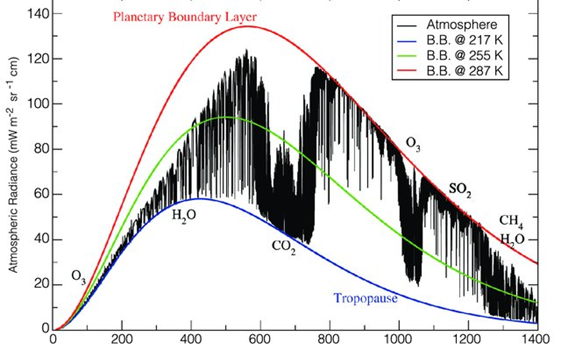 Planetary Boundary Layer
Atmosphere
B.B. @ 217 K
B.B. @ 255 K
B.B. @ 287 K
Atmospheric Radiance (mW m⁻² sr⁻¹ cm)
140
120
100
80
60
40
20
0
O₃
H₂O
CO₂
O₃
SO₂
CH₄
H₂O
Tropopause
0 200 400 600 800 1000 1200 1400